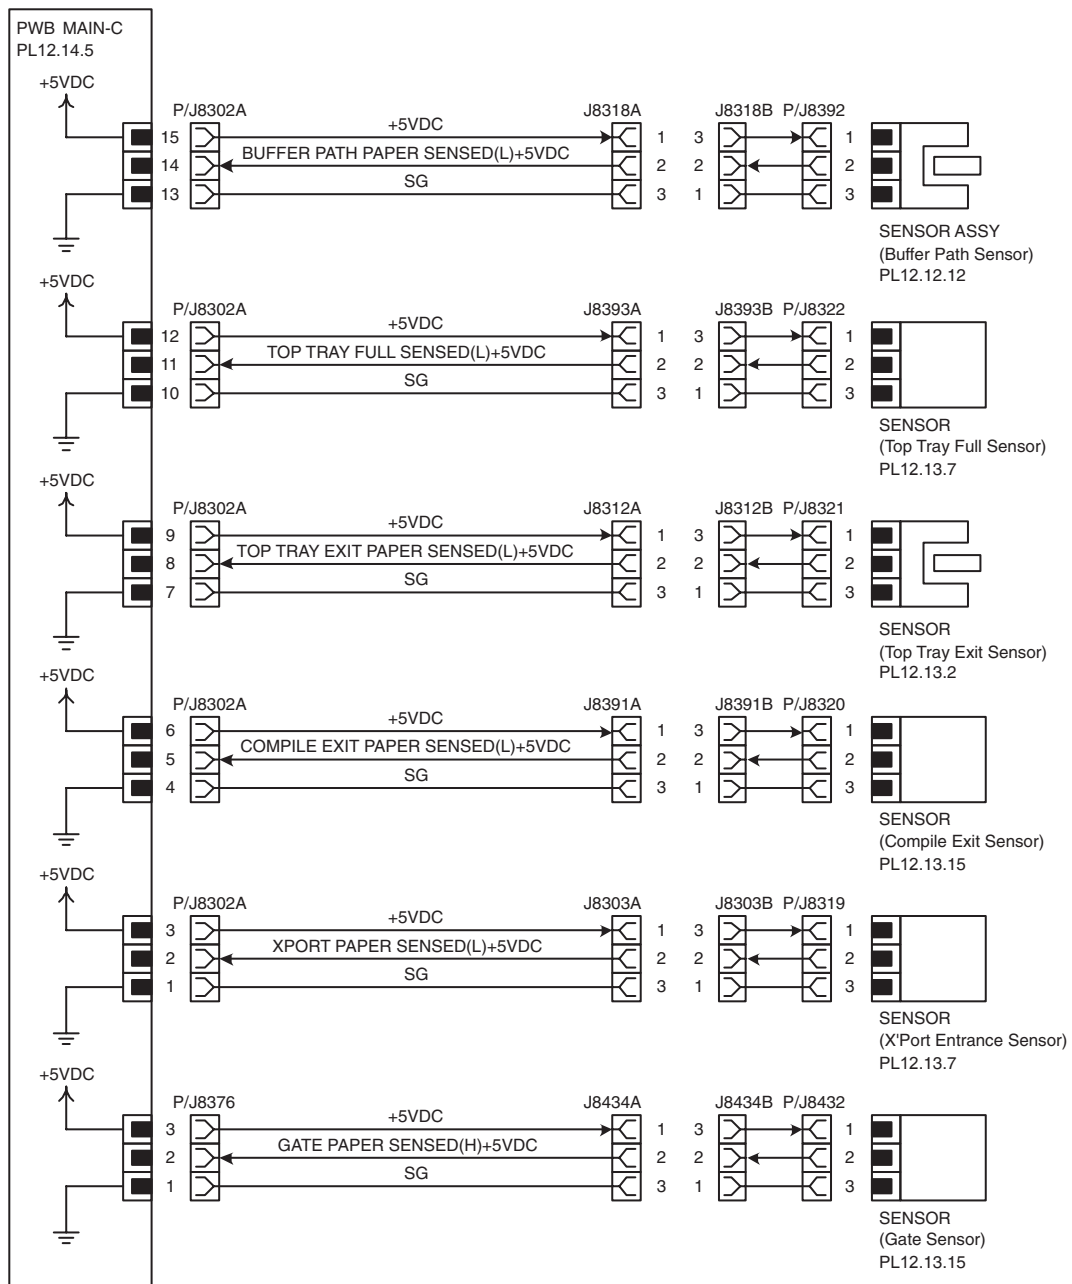 PWB MAIN-C
PL12.14.5
+5VDC
P/J8302A J8318A J8318B P/J8392
15 +5VDC 1 3 1
14 BUFFER PATH PAPER SENSED(L)+5VDC 2 2 2
13 SG 3 1 3
SENSOR ASSY
(Buffer Path Sensor)
PL12.12.12
+5VDC
P/J8302A J8393A J8393B P/J8322
12 +5VDC 1 3 1
11 TOP TRAY FULL SENSED(L)+5VDC 2 2 2
10 SG 3 1 3
SENSOR
(Top Tray Full Sensor)
PL12.13.7
+5VDC
P/J8302A J8312A J8312B P/J8321
9 +5VDC 1 3 1
8 TOP TRAY EXIT PAPER SENSED(L)+5VDC 2 2 2
7 SG 3 1 3
SENSOR
(Top Tray Exit Sensor)
PL12.13.2
+5VDC
P/J8302A J8391A J8391B P/J8320
6 +5VDC 1 3 1
5 COMPILE EXIT PAPER SENSED(L)+5VDC 2 2 2
4 SG 3 1 3
SENSOR
(Compile Exit Sensor)
PL12.13.15
+5VDC
P/J8302A J8303A J8303B P/J8319
3 +5VDC 1 3 1
2 XPORT PAPER SENSED(L)+5VDC 2 2 2
1 SG 3 1 3
SENSOR
(X'Port Entrance Sensor)
PL12.13.7
+5VDC
P/J8376 J8434A J8434B P/J8432
3 +5VDC 1 3 1
2 GATE PAPER SENSED(H)+5VDC 2 2 2
1 SG 3 1 3
SENSOR
(Gate Sensor)
PL12.13.15